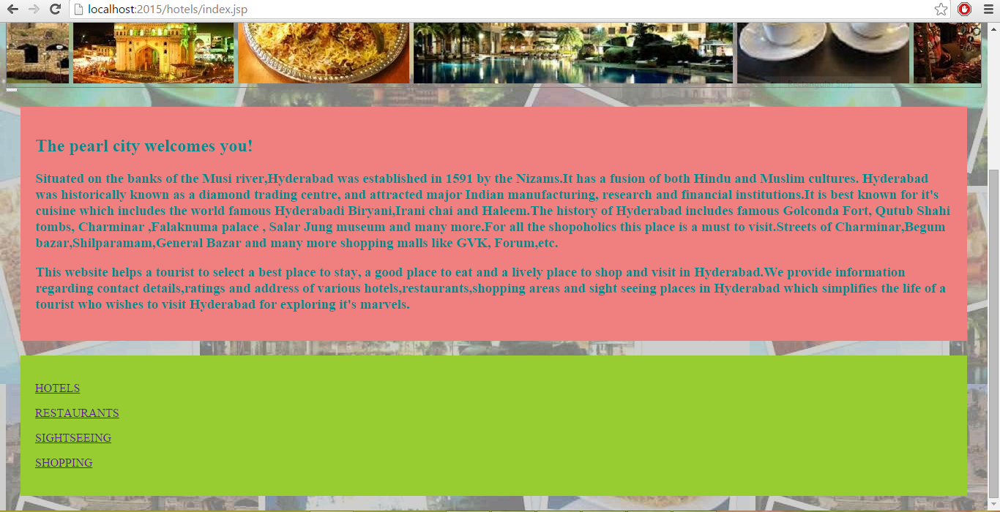 localhost:2015/hotels/index.jsp
Rectangular Snip
The pearl city welcomes you!
Situated on the banks of the Musi river,Hyderabad was established in 1591 by the Nizams.It has a fusion of both Hindu and Muslim cultures. Hyderabad
was historically known as a diamond trading centre, and attracted major Indian manufacturing, research and financial institutions.It is best known for it's
cuisine which includes the world famous Hyderabadi Biryani,Irani chai and Haleem.The history of Hyderabad includes famous Golconda Fort, Qutub Shahi
tombs, Charminar ,Falaknuma palace , Salar Jung museum and many more.For all the shopoholics this place is a must to visit.Streets of Charminar,Begum
bazar,Shilparamam,General Bazar and many more shopping malls like GVK, Forum,etc.
This website helps a tourist to select a best place to stay, a good place to eat and a lively place to shop and visit in Hyderabad.We provide information
regarding contact details,ratings and address of various hotels,restaurants,shopping areas and sight seeing places in Hyderabad which simplifies the life of a
tourist who wishes to visit Hyderabad for exploring it's marvels.
HOTELS
RESTAURANTS
SIGHTSEEING
SHOPPING